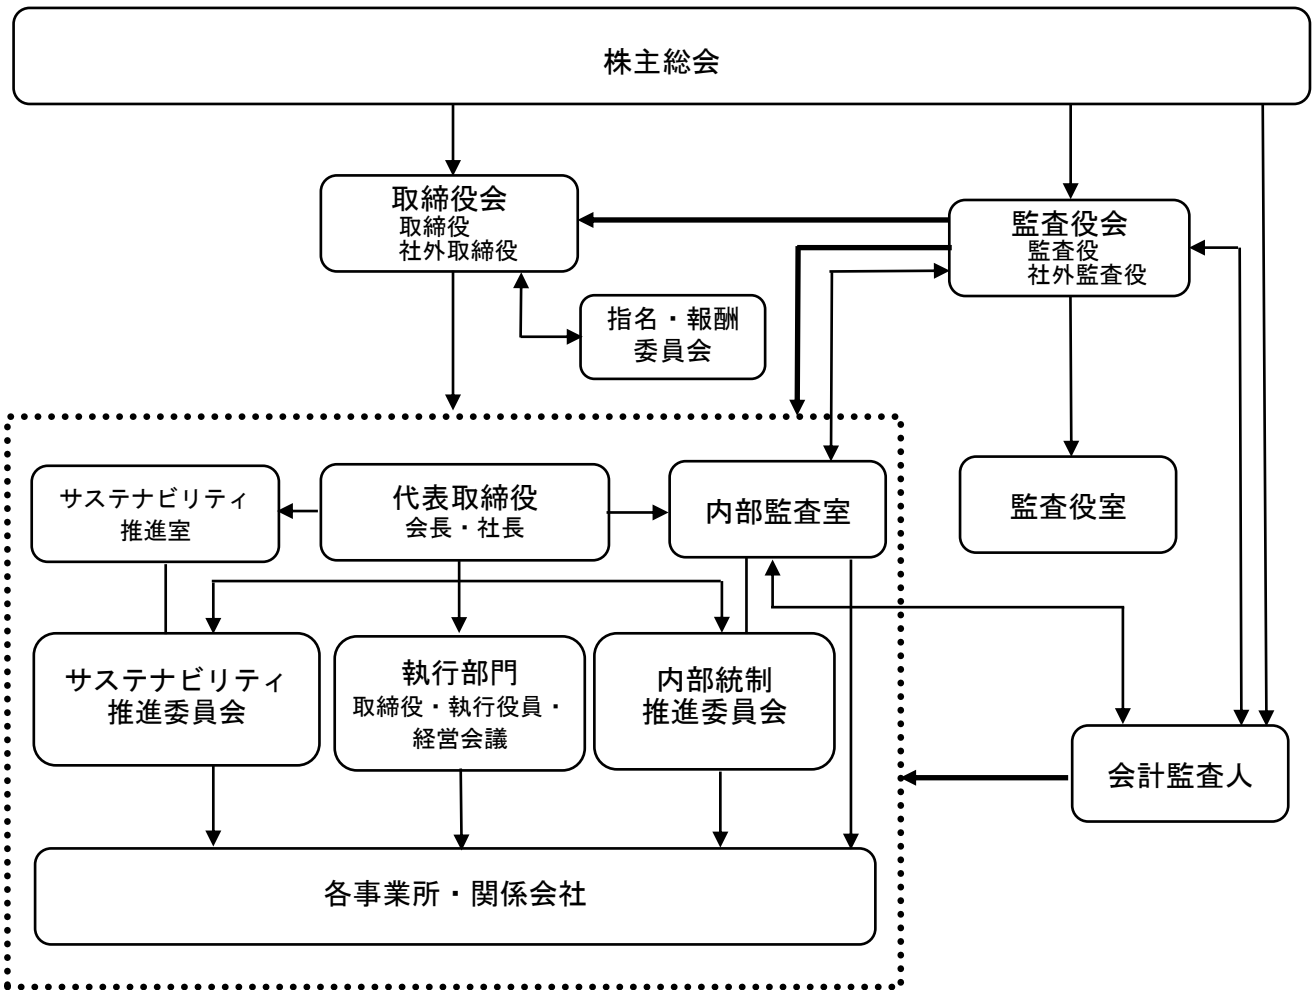 株主総会
取締役会
取締役
社外取締役
監査役会
監査役
社外監査役
指名・報酬
委員会
サステナビリティ
推進室
代表取締役
会長・社長
内部監査室
監査役室
サステナビリティ
推進委員会
執行部門
取締役・執行役員・
経営会議
内部統制
推進委員会
会計監査人
各事業所・関係会社